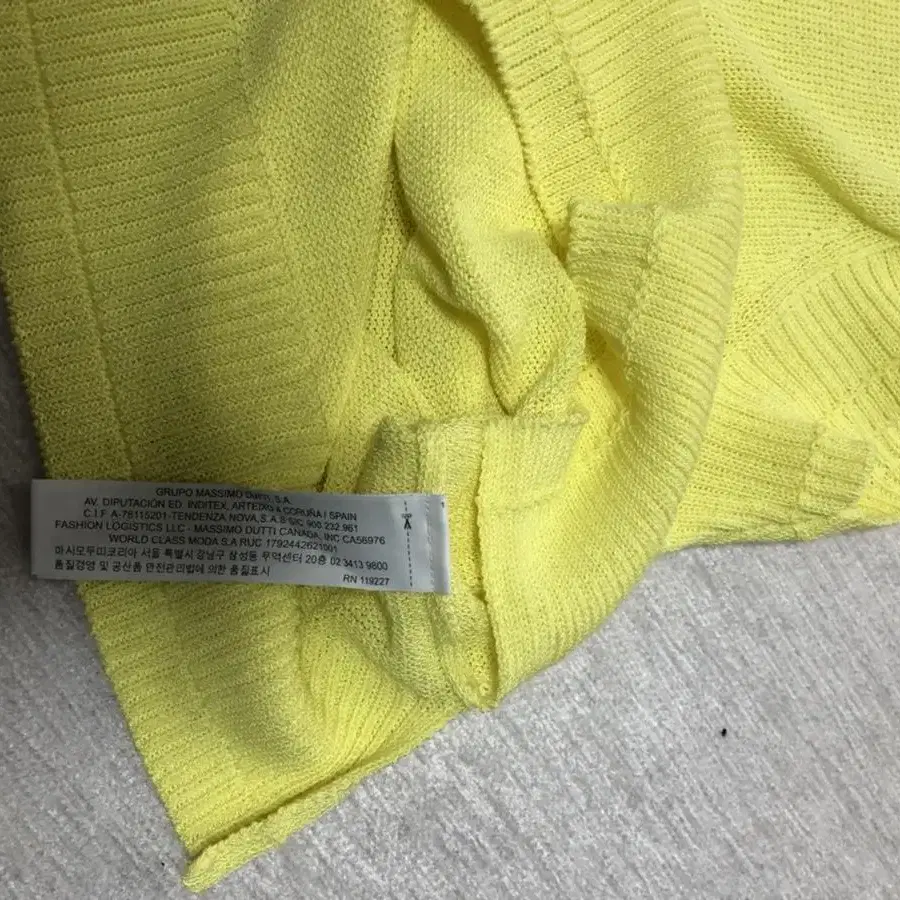 GRUPO MASSIMO DUTTI, S.A.
AV. DIPUTACIÓN ED. INDITEX, ARTEIXO A CORUÑA / SPAIN
C.I.F A-78115201-TENDENZA NOVA,S.A.S SIC 900.232.961
FASHION LOGISTICS LLC - MASSIMO DUTTI CANADA, INC CA56976
WORLD CLASS MODA S.A RUC 1792442621001
마시모두띠코리아 서울 특별시 강남구 삼성동 무역센터 20층 02 3413 9800
품질경영 및 공산품 안전관리법에 의한 품질표시
RN 119227